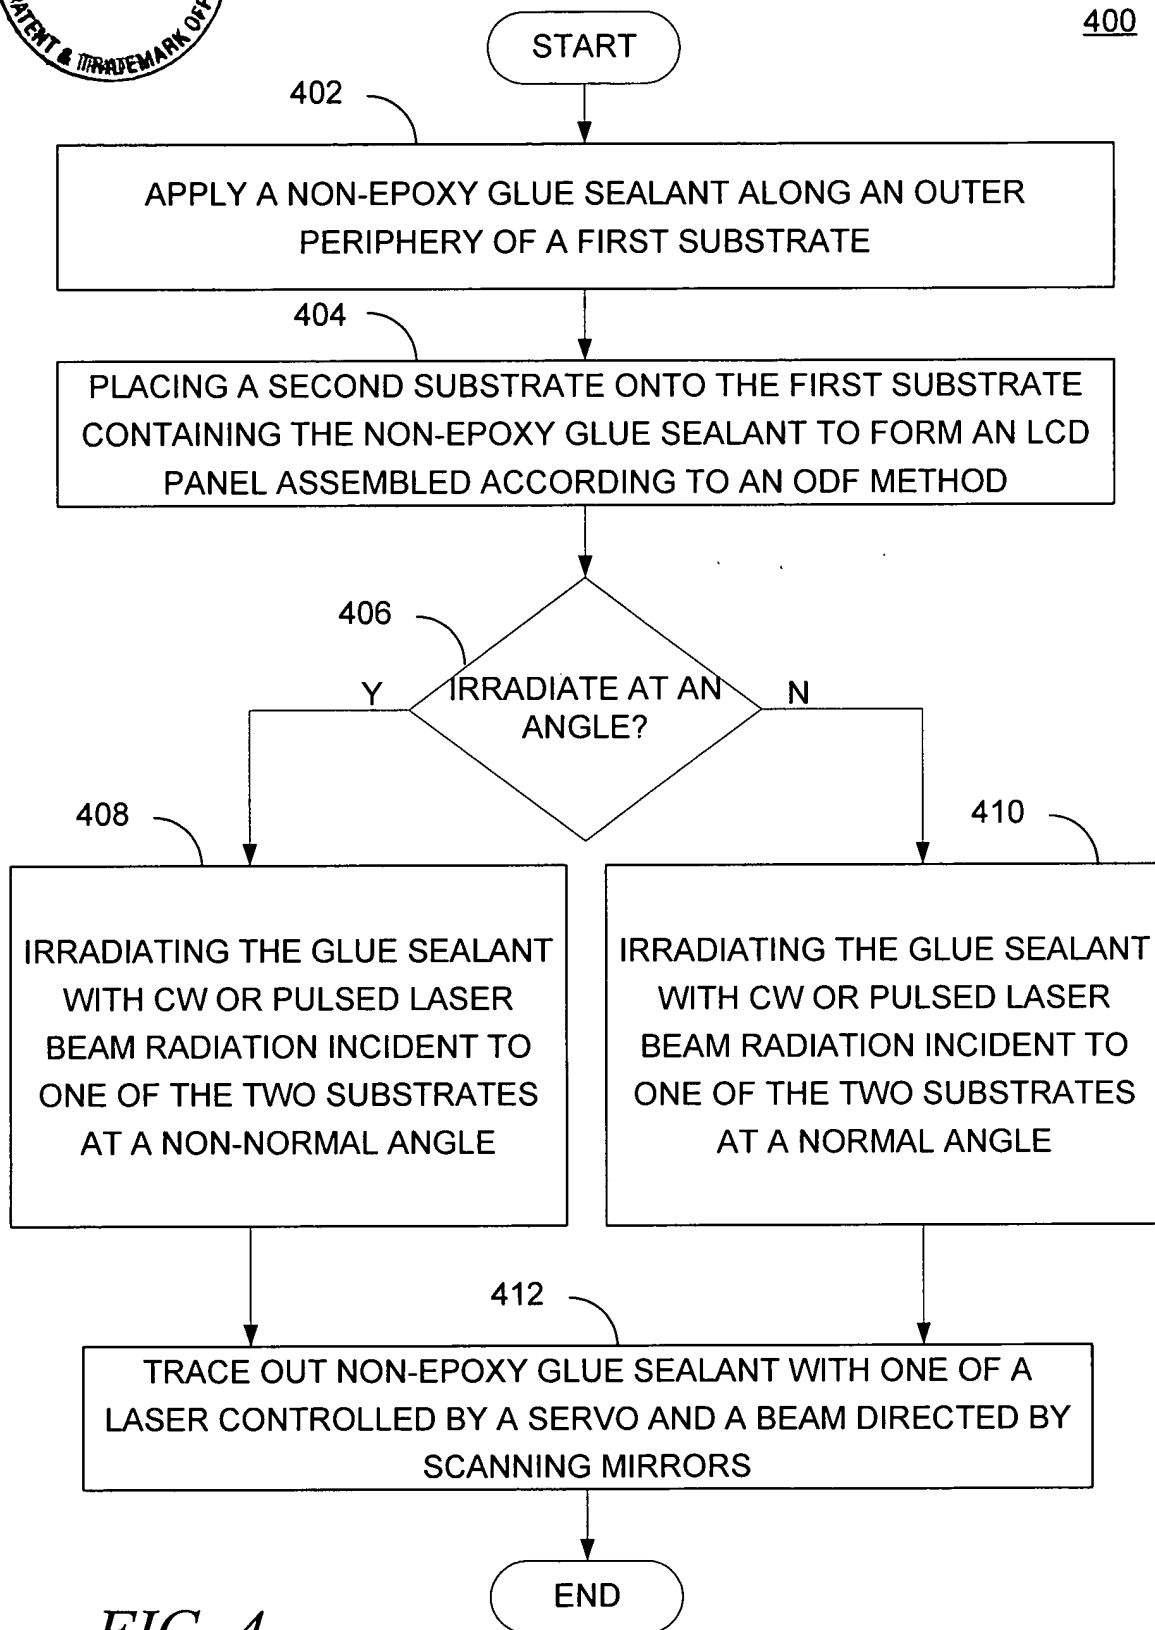 PATENT & TRADEMARK OFF
400
START
402
APPLY A NON-EPOXY GLUE SEALANT ALONG AN OUTER
PERIPHERY OF A FIRST SUBSTRATE
404
PLACING A SECOND SUBSTRATE ONTO THE FIRST SUBSTRATE
CONTAINING THE NON-EPOXY GLUE SEALANT TO FORM AN LCD
PANEL ASSEMBLED ACCORDING TO AN ODF METHOD
406
IRRADIATE AT AN
ANGLE?
Y
N
408
IRRADIATING THE GLUE SEALANT
WITH CW OR PULSED LASER
BEAM RADIATION INCIDENT TO
ONE OF THE TWO SUBSTRATES
AT A NON-NORMAL ANGLE
410
IRRADIATING THE GLUE SEALANT
WITH CW OR PULSED LASER
BEAM RADIATION INCIDENT TO
ONE OF THE TWO SUBSTRATES
AT A NORMAL ANGLE
412
TRACE OUT NON-EPOXY GLUE SEALANT WITH ONE OF A
LASER CONTROLLED BY A SERVO AND A BEAM DIRECTED BY
SCANNING MIRRORS
END
FIG. 4